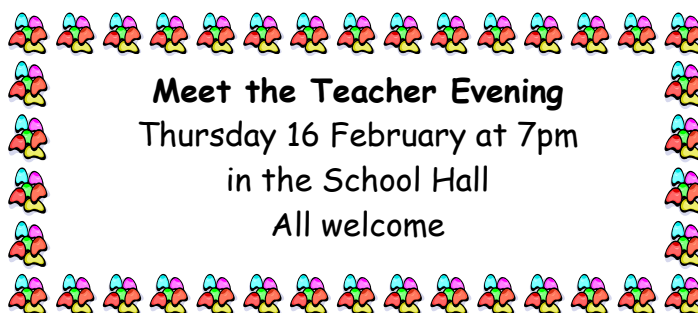 Meet the Teacher Evening
Thursday 16 February at 7pm
in the School Hall
All welcome